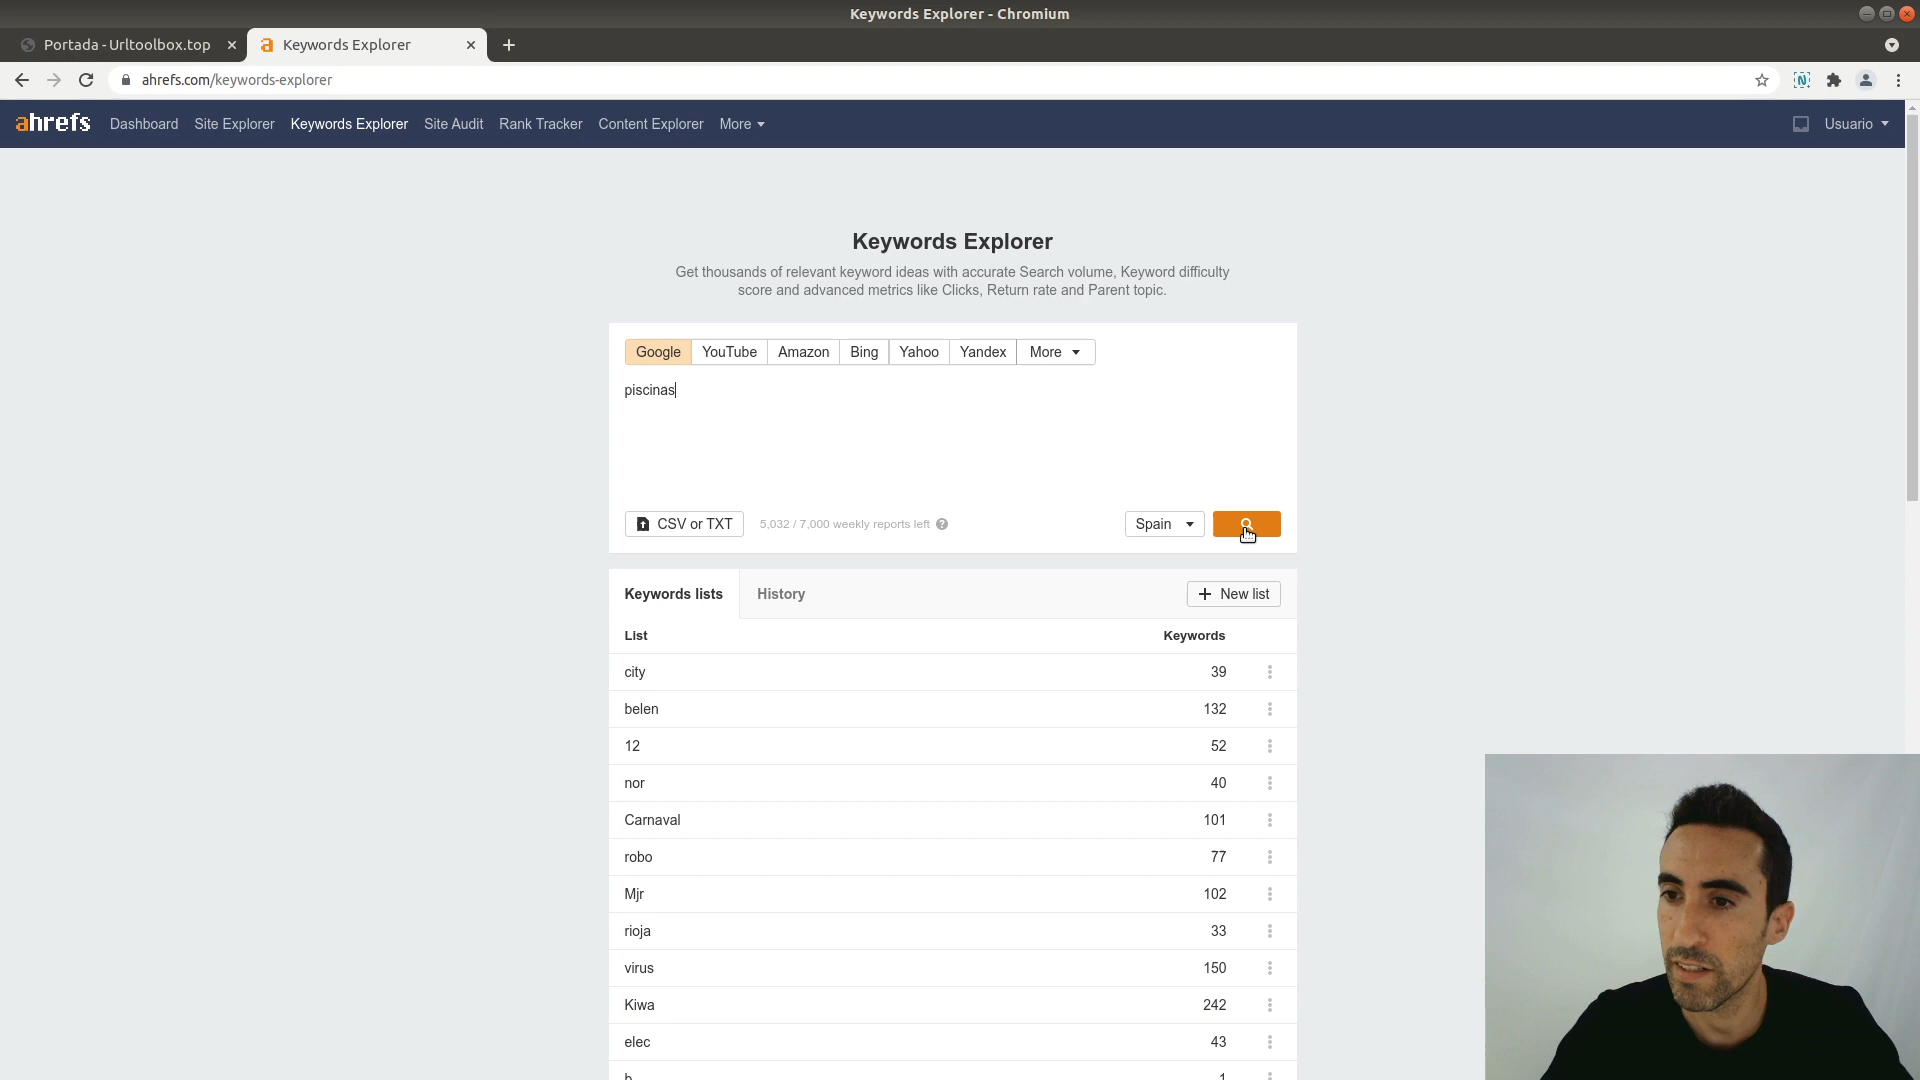 Keywords Explorer - Chromium
Portada - Urltoolbox.top
Keywords Explorer
ahrefs.com/keywords-explorer
ahrefs Dashboard Site Explorer Keywords Explorer Site Audit Rank Tracker Content Explorer More Usuario
Keywords Explorer
Get thousands of relevant keyword ideas with accurate Search volume, Keyword difficulty
score and advanced metrics like Clicks, Return rate and Parent topic.
Google YouTube Amazon Bing Yahoo Yandex More
piscinas
CSV or TXT 5,032 / 7,000 weekly reports left ? Spain
Keywords lists History + New list
List Keywords
city 39
belen 132
12 52
nor 40
Carnaval 101
robo 77
Mjr 102
rioja 33
virus 150
Kiwa 242
elec 43